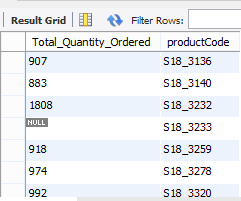 Result Grid Filter Rows:
Total_Quantity_Ordered productCode
907 S18_3136
883 S18_3140
1808 S18_3232
NULL S18_3233
918 S18_3259
974 S18_3278
992 S18_3320